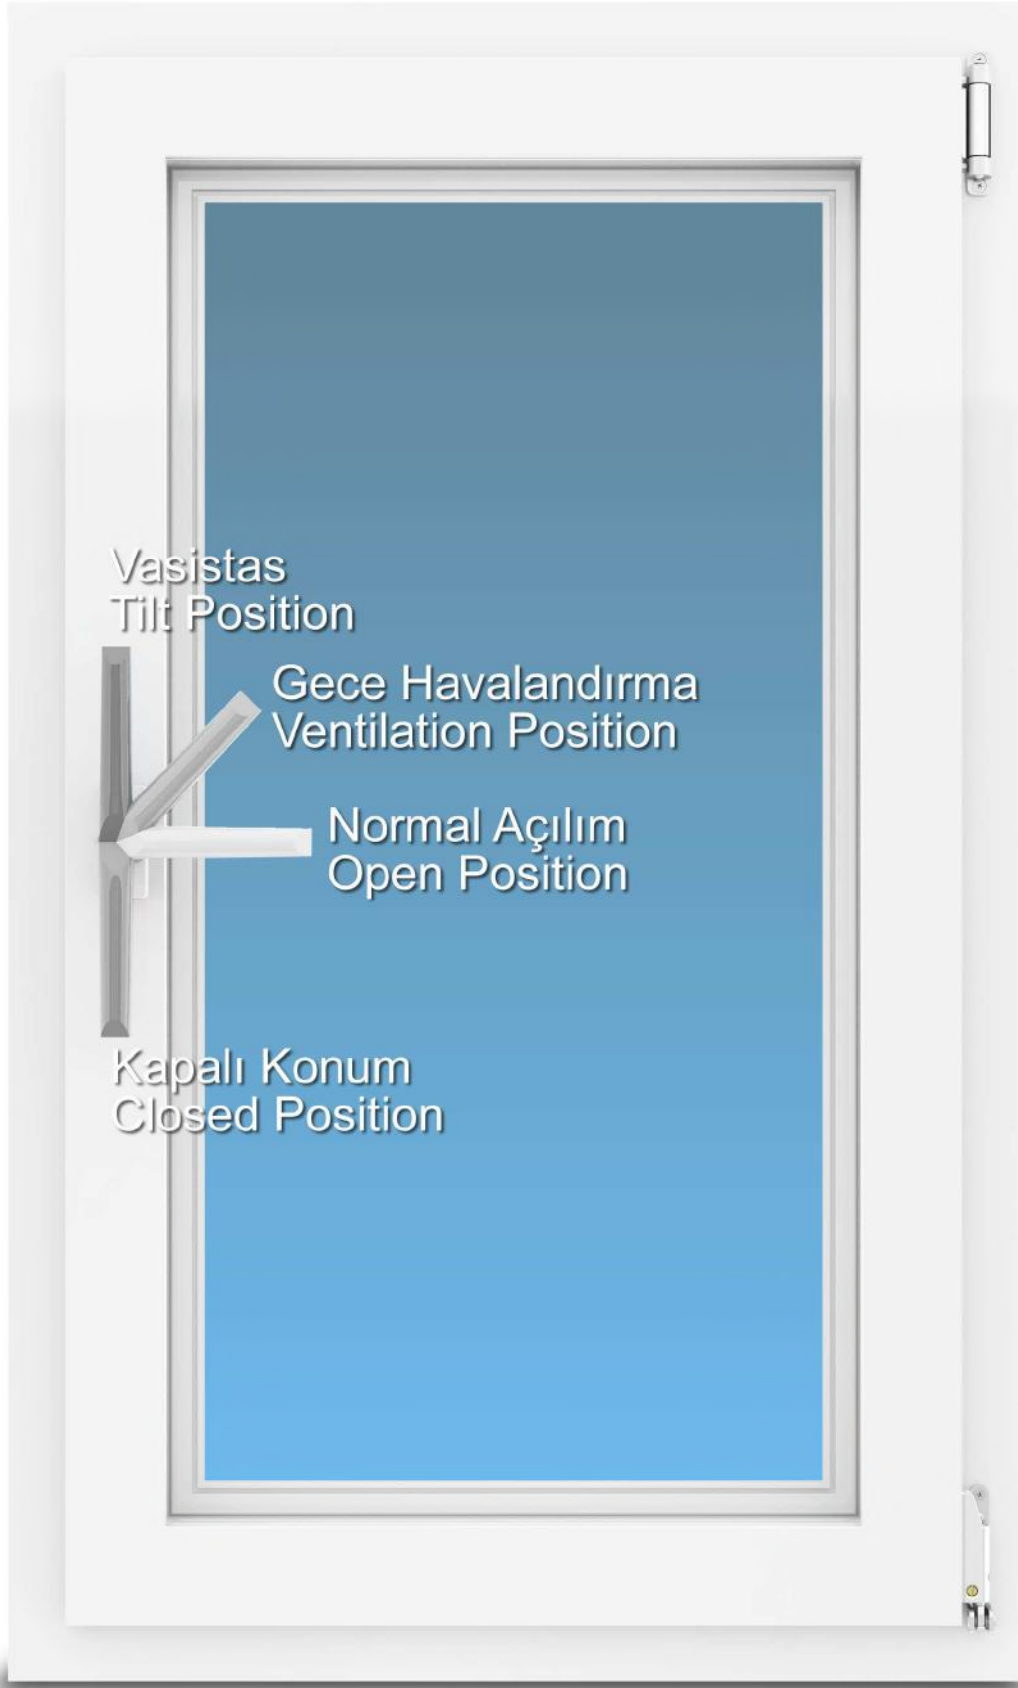 Vasistas
Tilt Position
Gece Havalandırma
Ventilation Position
Normal Açılım
Open Position
Kapalı Konum
Closed Position